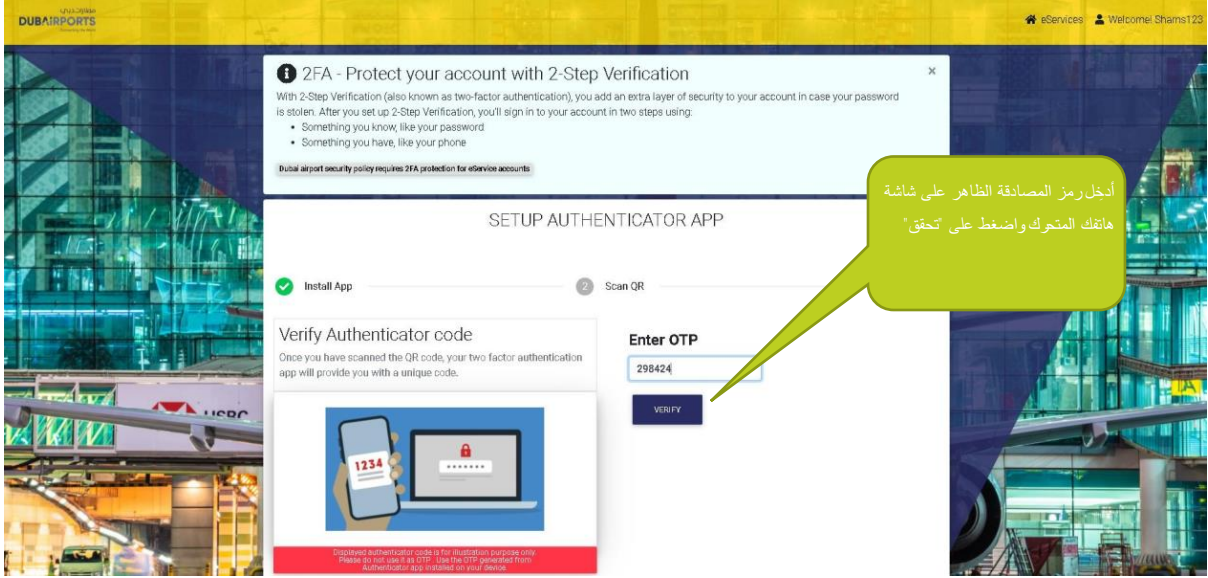 مطارات دبي
DUBAIRPORTS
eServices
Welcome! Shams123
2FA - Protect your account with 2-Step Verification
×
With 2-Step Verification (also known as two-factor authentication), you add an extra layer of security to your account in case your password
is stolen. After you set up 2-Step Verification, you'll sign in to your account in two steps using:
• Something you know, like your password
• Something you have, like your phone
Dubai airport security policy requires 2FA protection for eService accounts
أدخِل رمز المصادقة الظاهر على شاشة
هاتفك المتحرك واضغط على "تحقق"
SETUP AUTHENTICATOR APP
Install App
2 Scan QR
Verify Authenticator code
Once you have scanned the QR code, your two factor authentication
app will provide you with a unique code.
Enter OTP
298424
VERIFY
HSBC
1234
Displayed authenticator code is for illustration purpose only
Please do not use it as OTP . Use the OTP generated from
Authenticator app installed on your device.